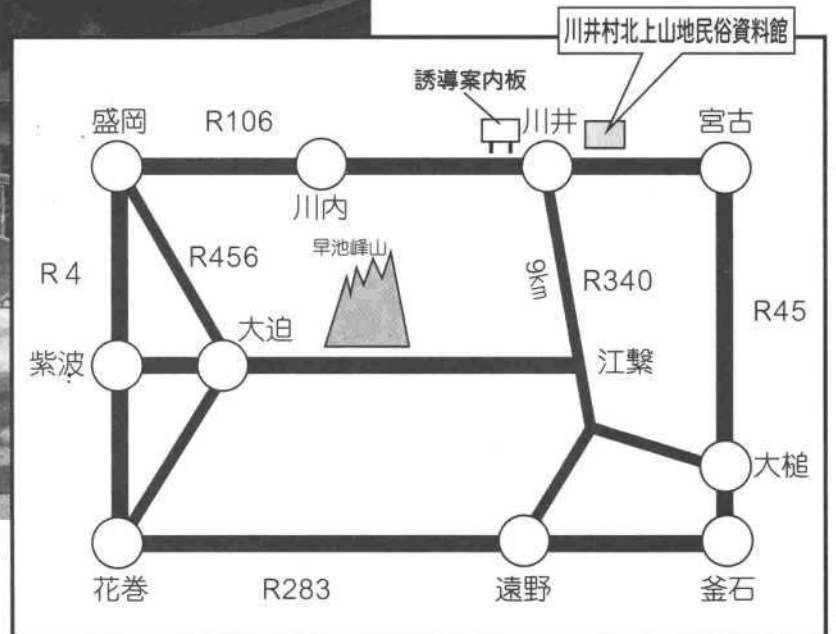 川井村北上山地民俗資料館
誘導案内板
盛岡
R106
川井
宮古
川内
早池峰山
R4
R456
9km
R340
R45
大迫
紫波
江繋
大槌
花巻
R283
遠野
釜石